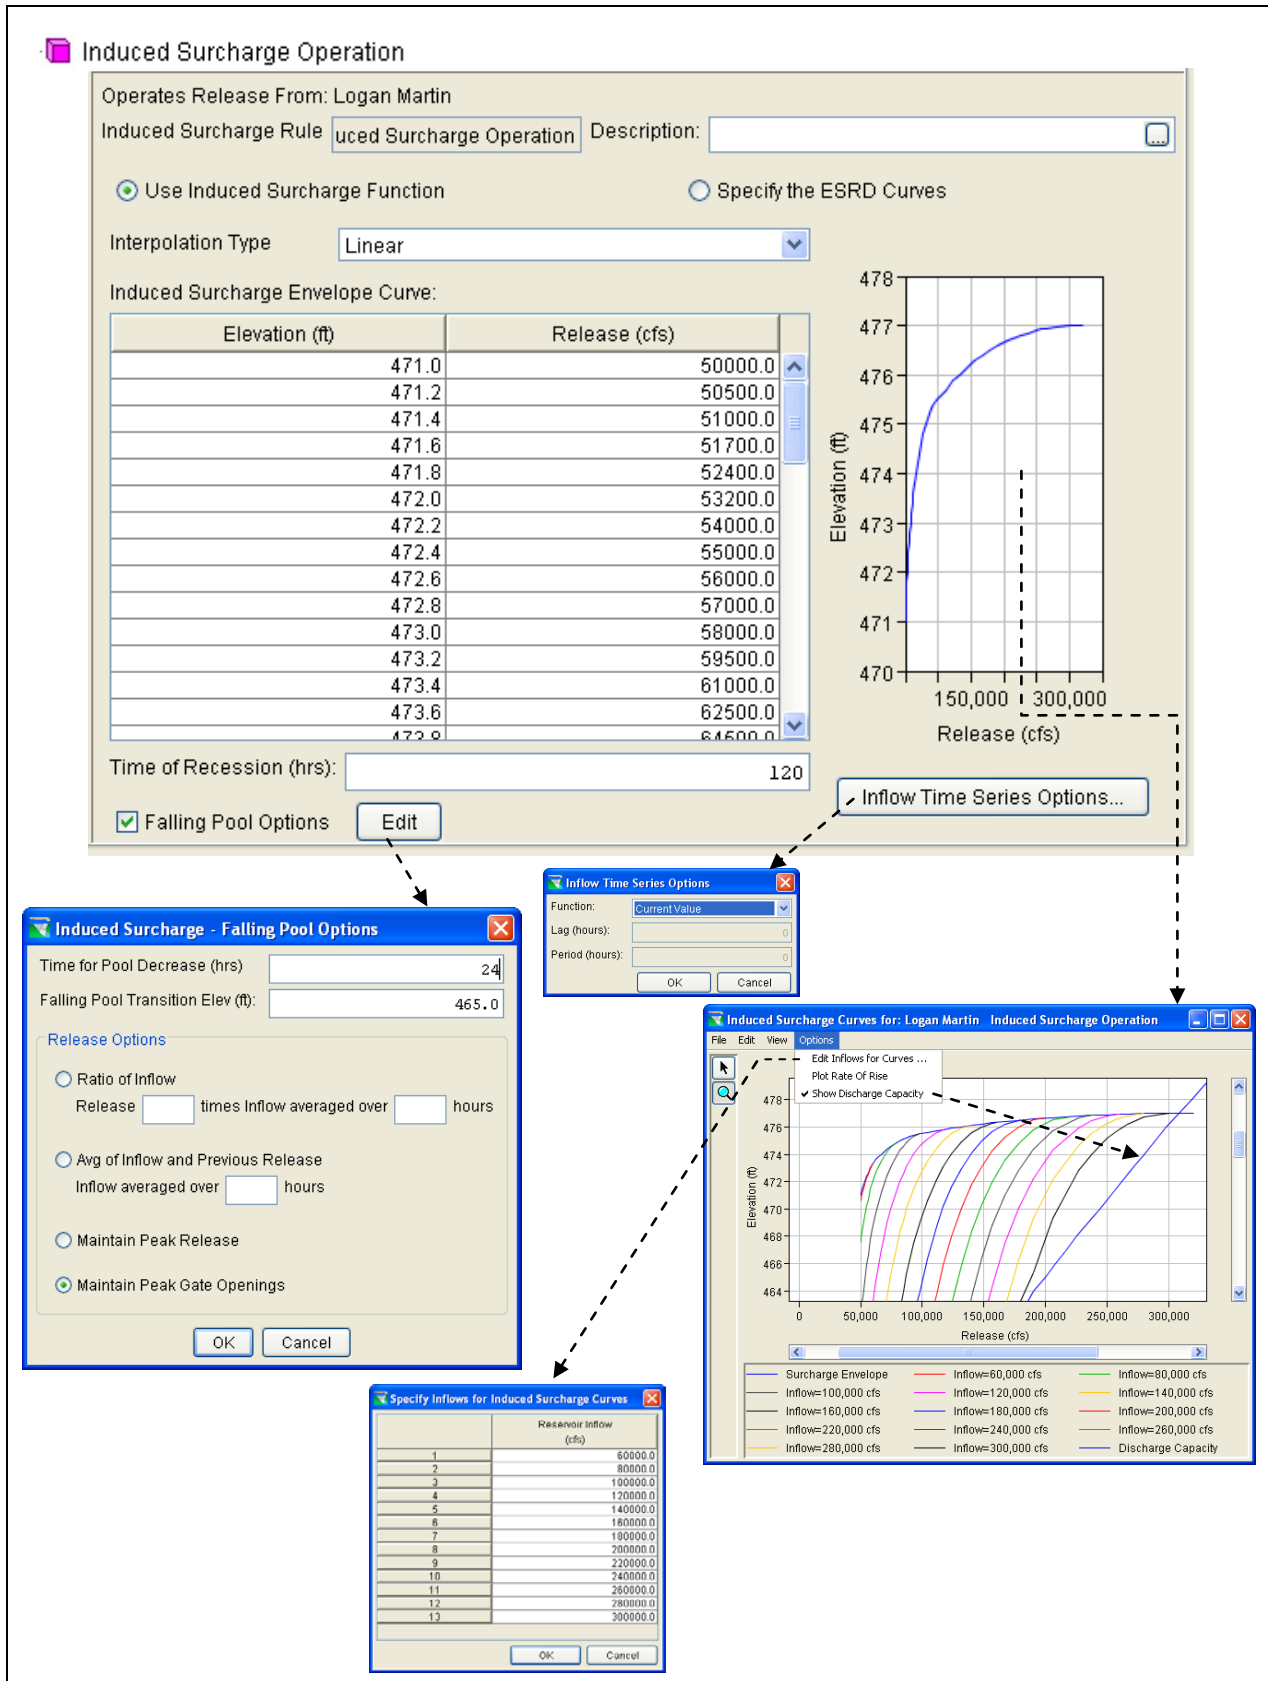 Induced Surcharge Operation
Operates Release From: Logan Martin
Induced Surcharge Rule uced Surcharge Operation Description: ...
Use Induced Surcharge Function Specify the ESRD Curves
Interpolation Type Linear
Induced Surcharge Envelope Curve:
Elevation (ft) Release (cfs)
471.0 50000.0
471.2 50500.0
471.4 51000.0
471.6 51700.0
471.8 52400.0
472.0 53200.0
472.2 54000.0
472.4 55000.0
472.6 56000.0
472.8 57000.0
473.0 58000.0
473.2 59500.0
473.4 61000.0
473.6 62500.0
473.8 64500.0
478
477
476
475
474
473
472
471
470
Elevation (ft)
150,000 300,000
Release (cfs)
Time of Recession (hrs): 120
Falling Pool Options Edit
Inflow Time Series Options...
Inflow Time Series Options
Function: Current Value
Lag (hours): 0
Period (hours): 0
OK Cancel
Induced Surcharge - Falling Pool Options
Time for Pool Decrease (hrs) 24
Falling Pool Transition Elev (ft): 465.0
Release Options
Ratio of Inflow
Release times Inflow averaged over hours
Avg of Inflow and Previous Release
Inflow averaged over hours
Maintain Peak Release
Maintain Peak Gate Openings
OK Cancel
Induced Surcharge Curves for: Logan Martin Induced Surcharge Operation
File Edit View Options
Edit Inflows for Curves ...
Plot Rate Of Rise
Show Discharge Capacity
478
476
474
472
470
468
466
464
Elevation (ft)
0 50,000 100,000 150,000 200,000 250,000 300,000
Release (cfs)
Surcharge Envelope Inflow=60,000 cfs Inflow=80,000 cfs
Inflow=100,000 cfs Inflow=120,000 cfs Inflow=140,000 cfs
Inflow=160,000 cfs Inflow=180,000 cfs Inflow=200,000 cfs
Inflow=220,000 cfs Inflow=240,000 cfs Inflow=260,000 cfs
Inflow=280,000 cfs Inflow=300,000 cfs Discharge Capacity
Specify Inflows for Induced Surcharge Curves
Reservoir Inflow
(cfs)
1 60000.0
2 80000.0
3 100000.0
4 120000.0
5 140000.0
6 160000.0
7 180000.0
8 200000.0
9 220000.0
10 240000.0
11 260000.0
12 280000.0
13 300000.0
OK Cancel